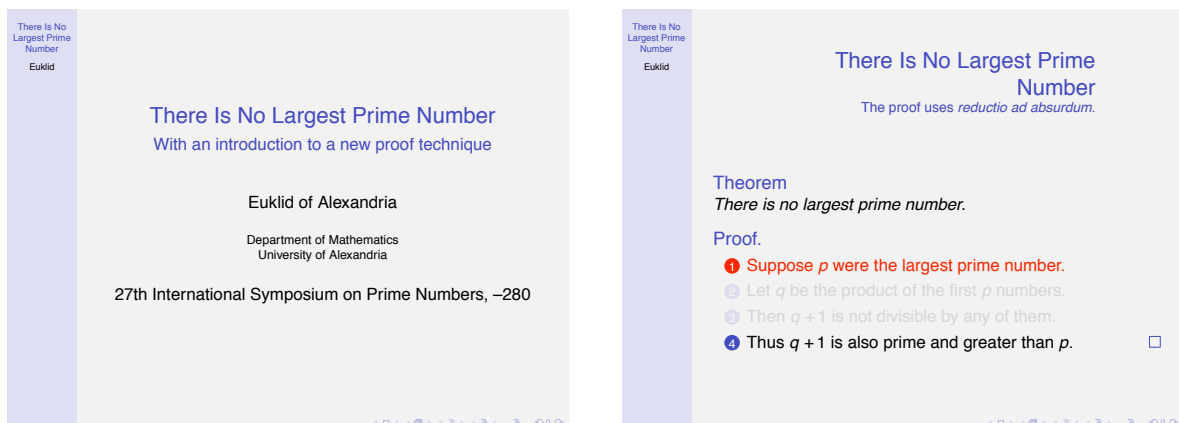 There Is No
Largest Prime
Number
Euklid
There Is No Largest Prime Number
With an introduction to a new proof technique
Euklid of Alexandria
Department of Mathematics
University of Alexandria
27th International Symposium on Prime Numbers, –280
There Is No
Largest Prime
Number
Euklid
There Is No Largest Prime
Number
The proof uses reductio ad absurdum.
Theorem
There is no largest prime number.
Proof.
1 Suppose p were the largest prime number.
2 Let q be the product of the first p numbers.
3 Then q + 1 is not divisible by any of them.
4 Thus q + 1 is also prime and greater than p.